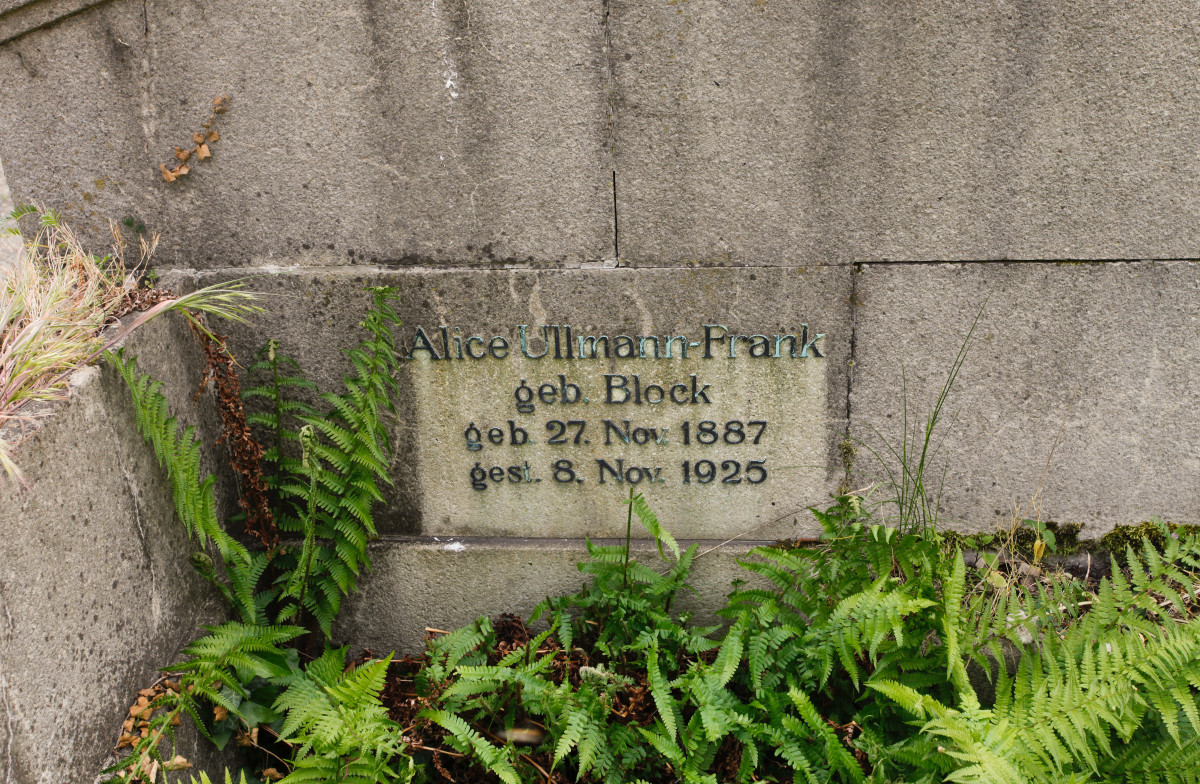 Alice Ullmann-Frank
geb. Block
geb. 27. Nov. 1887
gest. 8. Nov. 1925